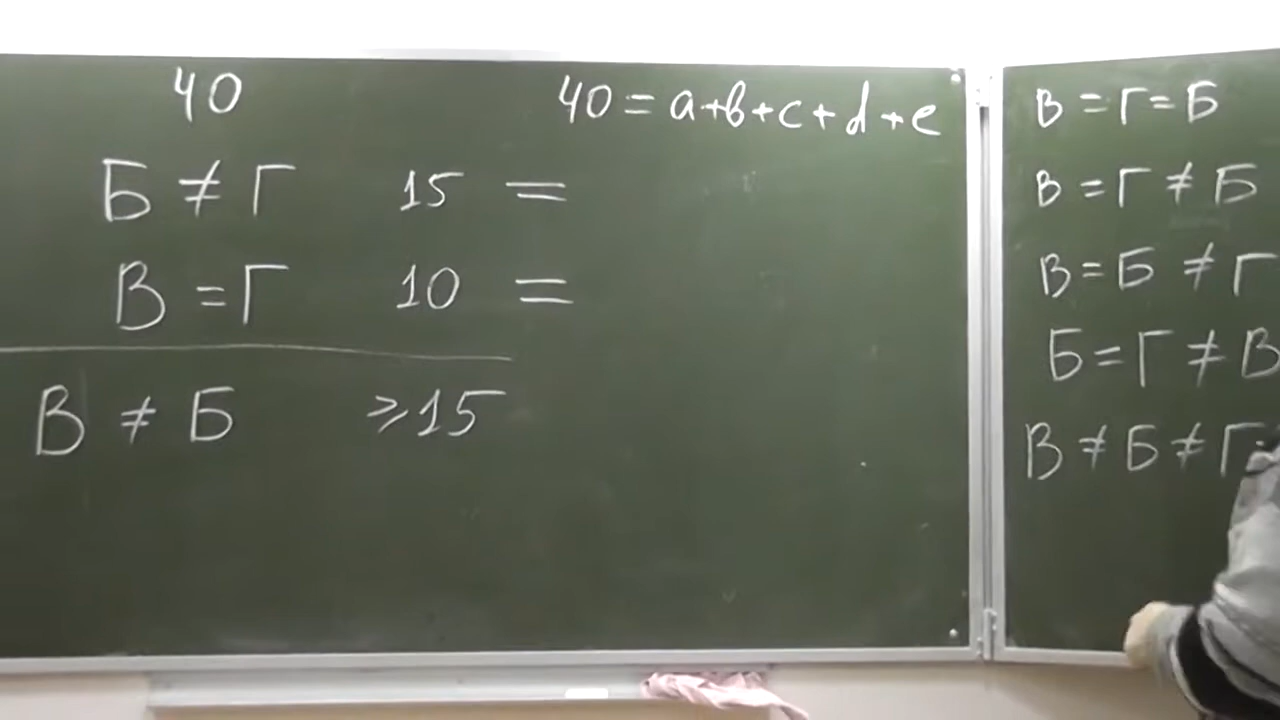 40
Б ≠ Г 15 =
В = Г 10 =
В ≠ Б ⩾15
40 = a+b+c+d+e
В = Г = Б
В = Г ≠ Б
В = Б ≠ Г
Б = Г ≠ В
В ≠ Б ≠ Г